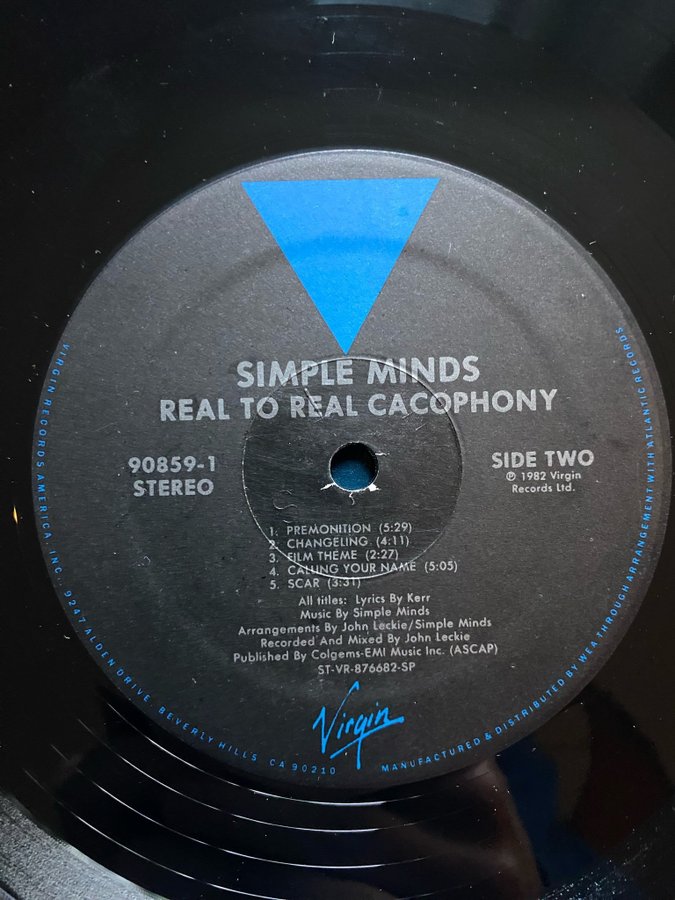 SIMPLE MINDS
REAL TO REAL CACOPHONY
90859-1
STEREO
SIDE TWO
℗ 1982 Virgin
Records Ltd.
1. PREMONITION (5:29)
2. CHANGELING (4:11)
3. FILM THEME (2:27)
4. CALLING YOUR NAME (5:05)
5. SCAR (3:31)
All titles: Lyrics By Kerr
Music By Simple Minds
Arrangements By John Leckie/Simple Minds
Recorded And Mixed By John Leckie
Published By Colgems-EMI Music Inc. (ASCAP)
ST-VR-876682-SP
Virgin
VIRGIN RECORDS AMERICA, INC., 9247 ALDEN DRIVE, BEVERLY HILLS, CA 90210
MANUFACTURED & DISTRIBUTED BY WEA THROUGH ARRANGEMENT WITH ATLANTIC RECORDS